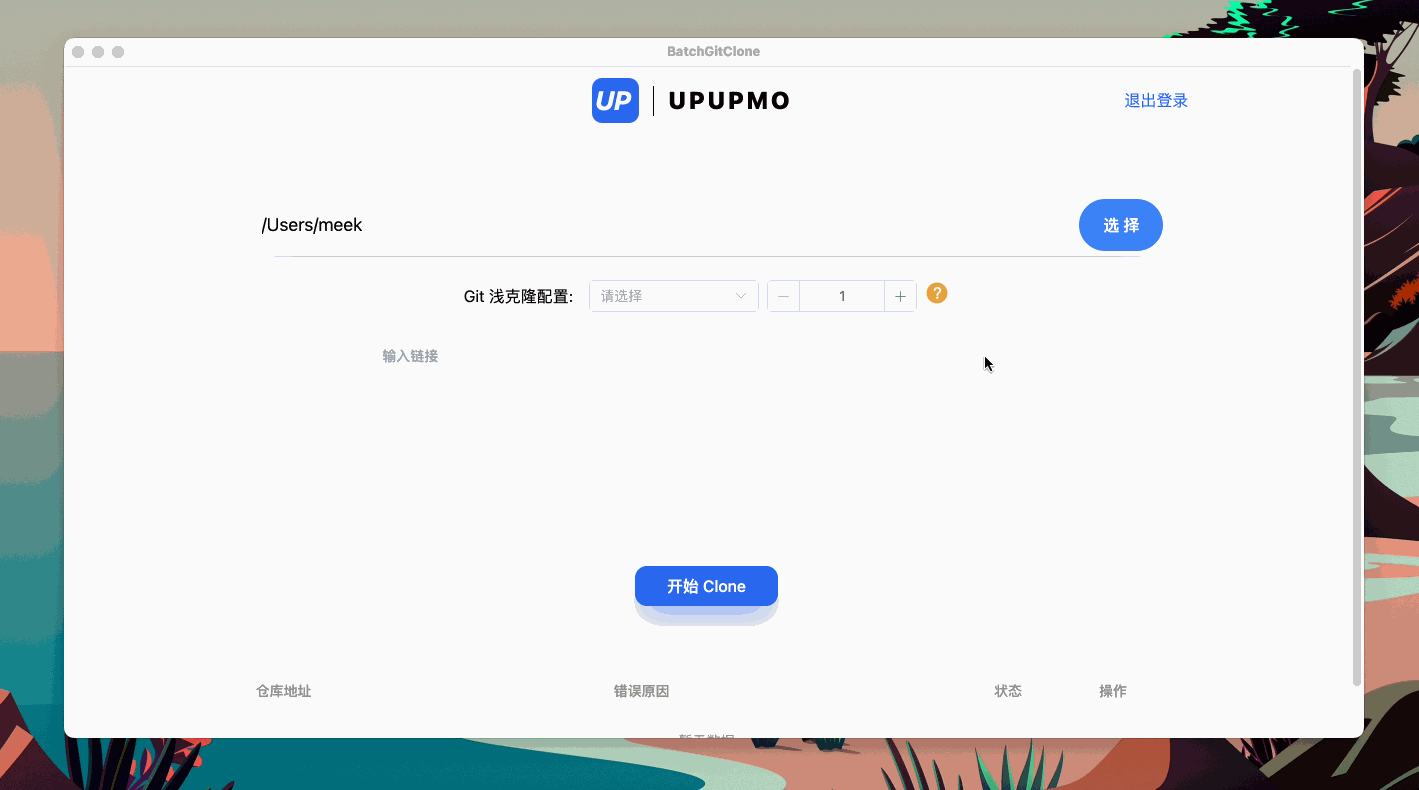 BatchGitClone
UP UPUPMO
退出登录
/Users/meek
选 择
Git 浅克隆配置: 请选择 1 ?
输入链接
开始 Clone
仓库地址 错误原因 状态 操作